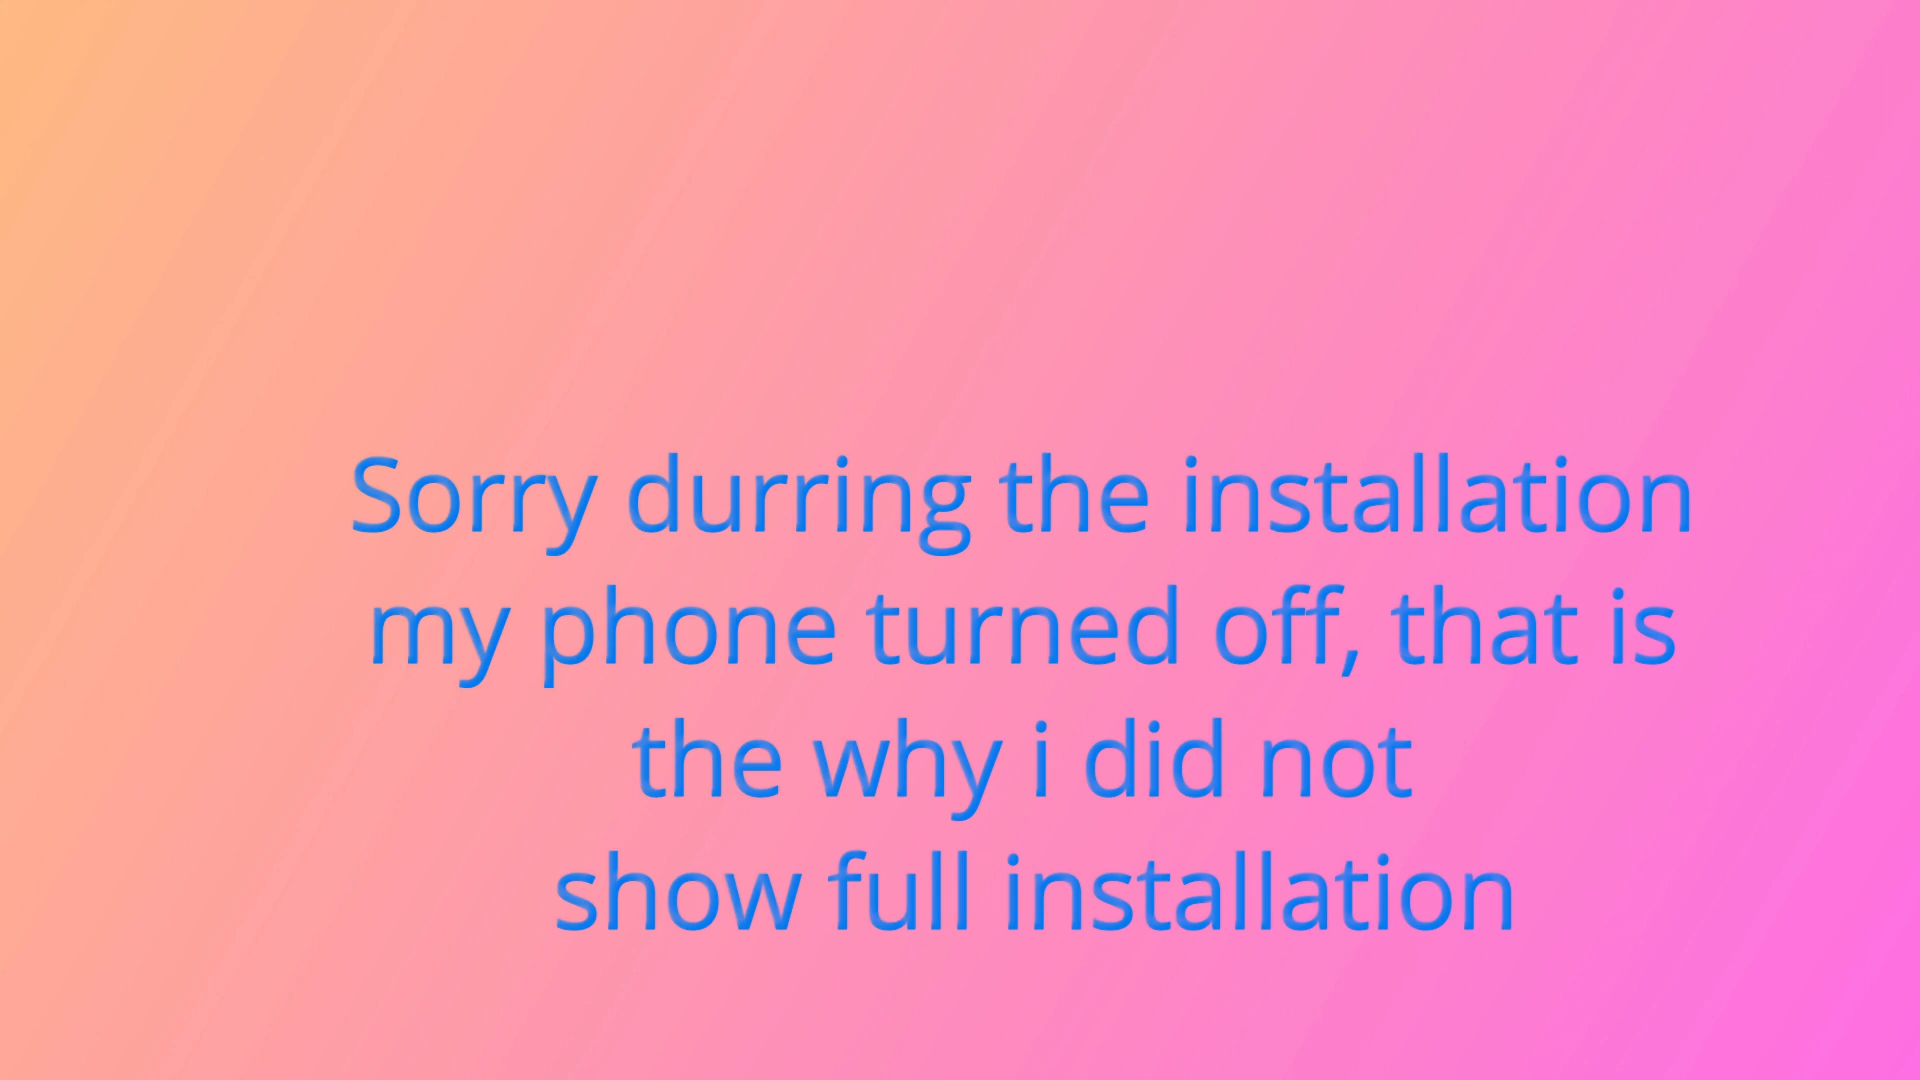 Sorry durring the installation
my phone turned off, that is
the why i did not
show full installation